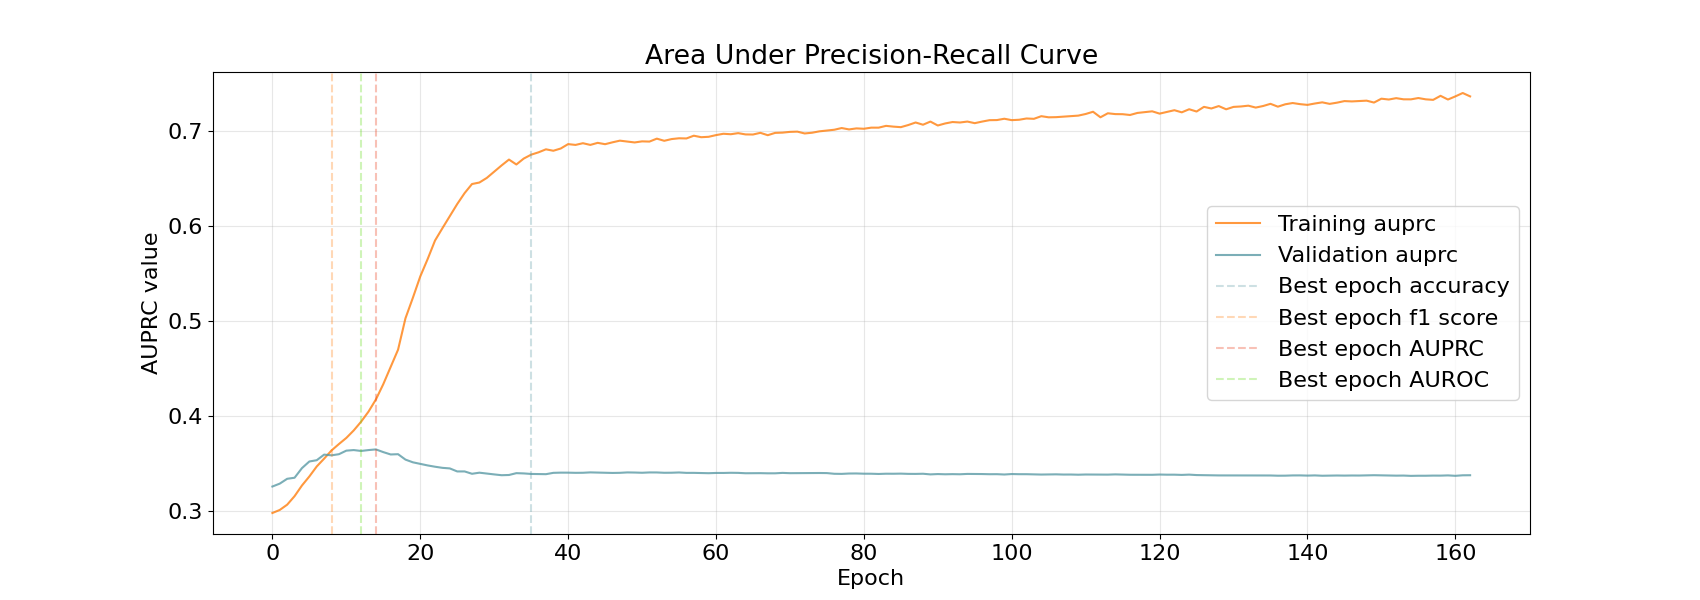 Area Under Precision-Recall Curve
AUPRC value
0.7
0.6
0.5
0.4
0.3
Training auprc
Validation auprc
Best epoch accuracy
Best epoch f1 score
Best epoch AUPRC
Best epoch AUROC
0 20 40 60 80 100 120 140 160
Epoch